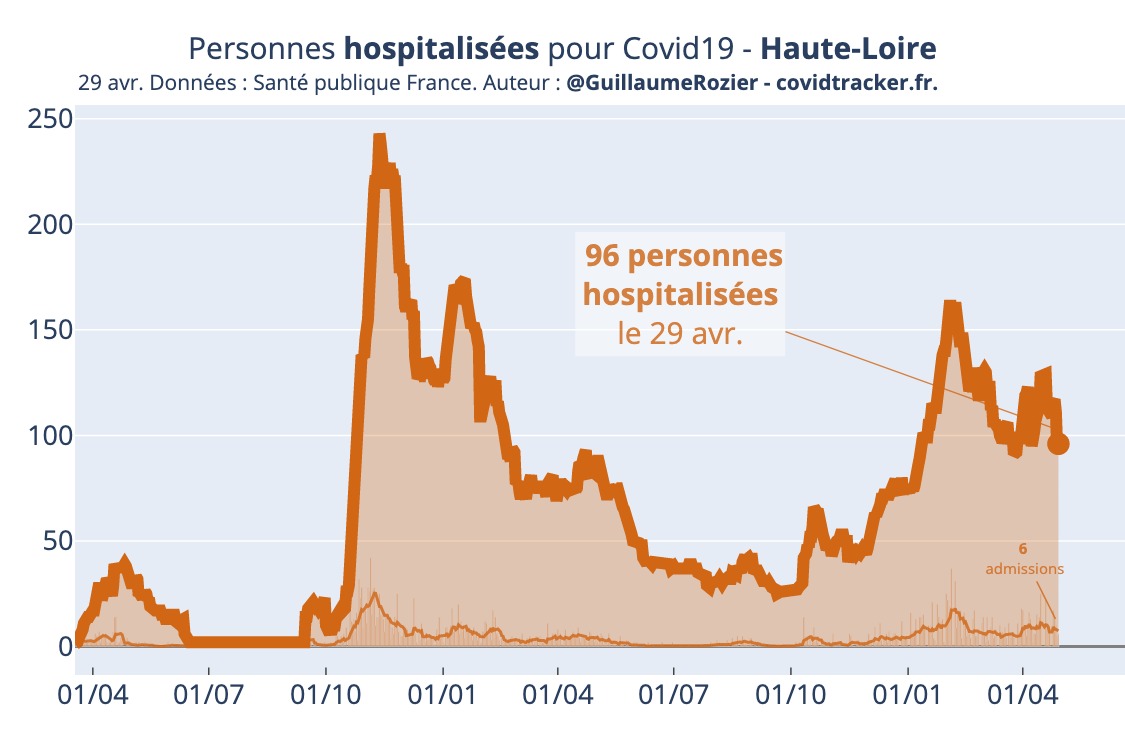 Personnes hospitalisées pour Covid19 - Haute-Loire
29 avr. Données : Santé publique France. Auteur : @GuillaumeRozier - covidtracker.fr.
250
200
150
100
50
0
96 personnes
hospitalisées
le 29 avr.
6
admissions
01/04 01/07 01/10 01/01 01/04 01/07 01/10 01/01 01/04